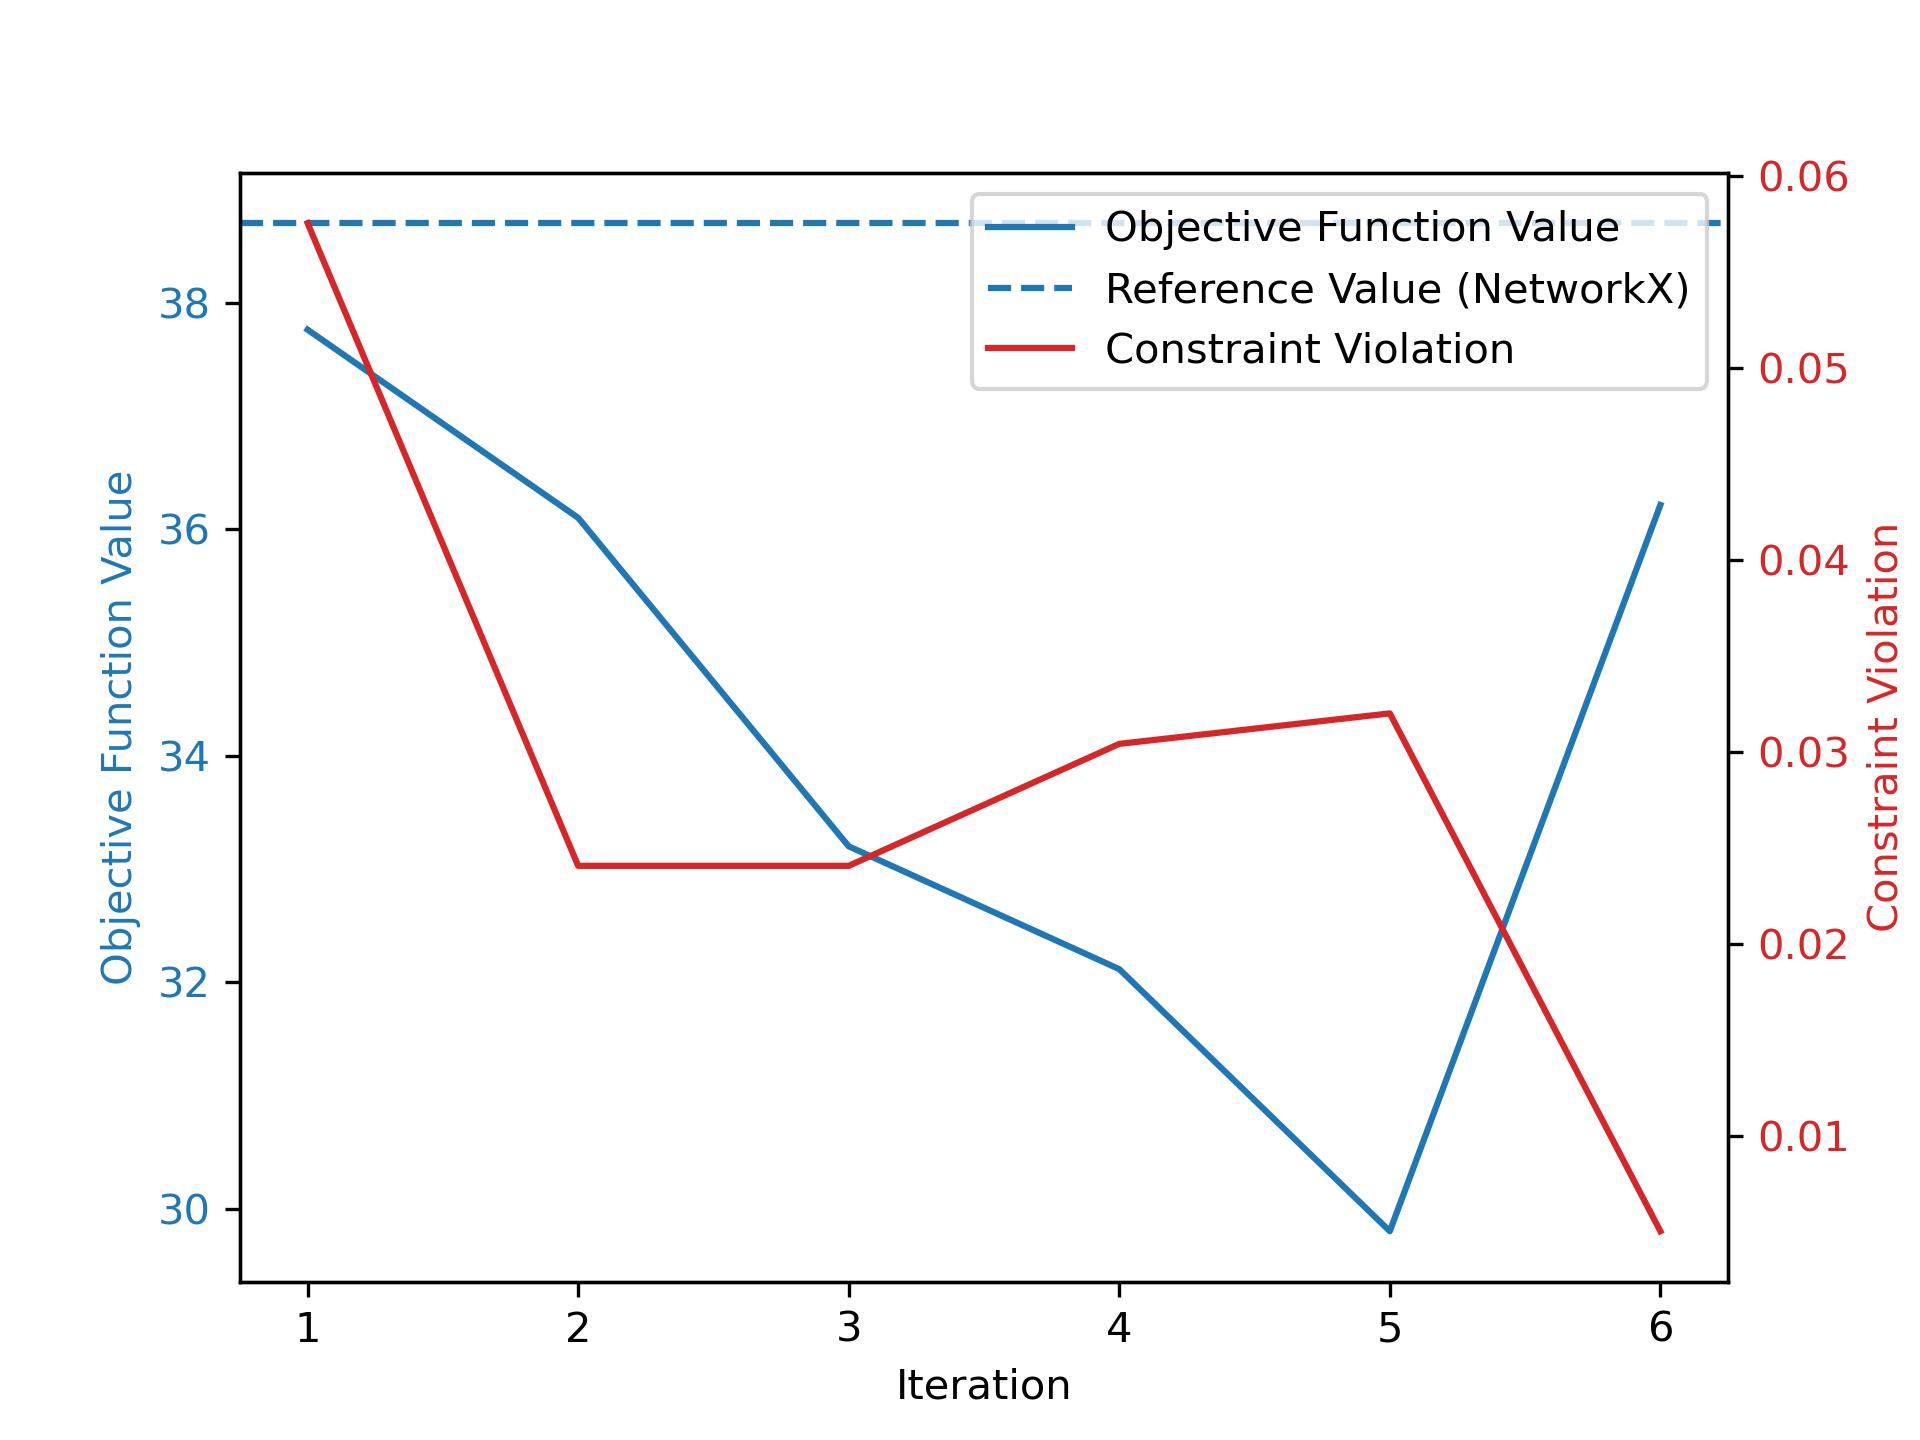 Objective Function Value
Reference Value (NetworkX)
Constraint Violation
38
36
34
32
30
Objective Function Value
0.06
0.05
0.04
0.03
0.02
0.01
Constraint Violation
1 2 3 4 5 6
Iteration